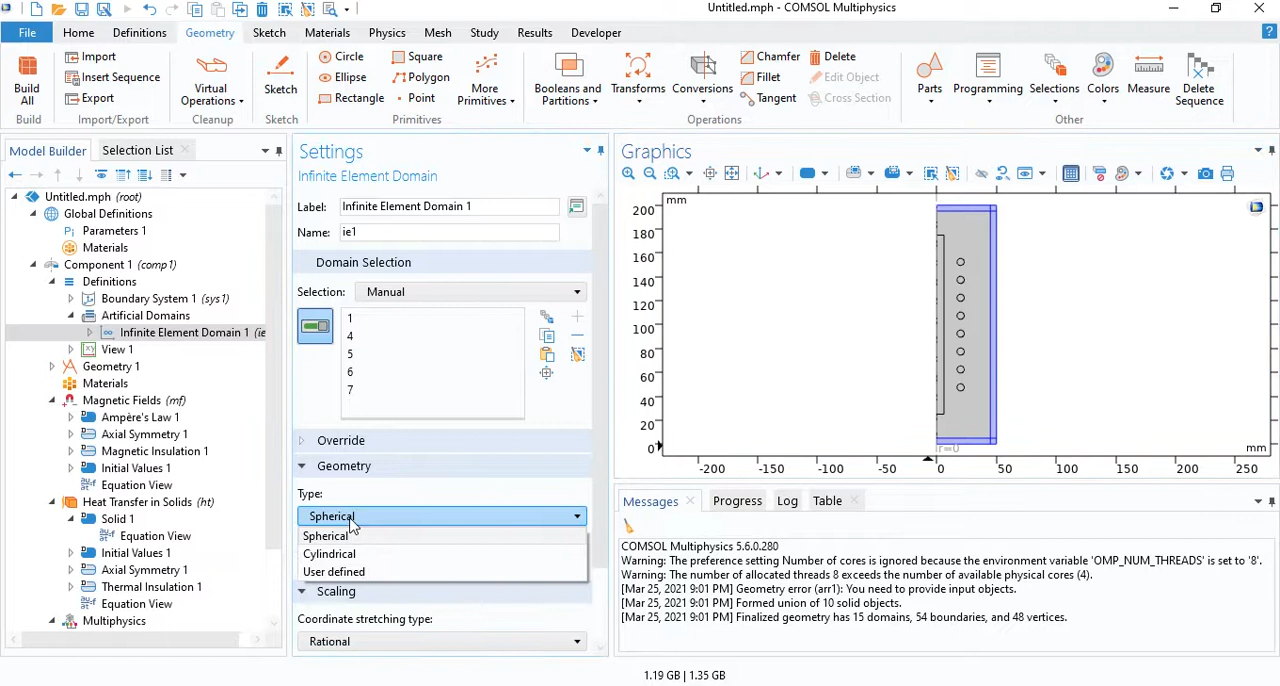 Untitled.mph - COMSOL Multiphysics
File Home Definitions Geometry Sketch Materials Physics Mesh Study Results Developer
Build All
Build
Import
Insert Sequence
Export
Import/Export
Virtual Operations
Cleanup
Sketch
Sketch
Circle Square
Ellipse Polygon
Rectangle Point
More Primitives
Primitives
Booleans and Partitions
Transforms
Conversions
Chamfer
Fillet
Tangent
Delete
Edit Object
Cross Section
Operations
Parts
Programming
Selections
Colors
Measure
Delete Sequence
Other
Model Builder Selection List
Untitled.mph (root)
Global Definitions
Parameters 1
Materials
Component 1 (comp1)
Definitions
Boundary System 1 (sys1)
Artificial Domains
Infinite Element Domain 1 (ie
View 1
Geometry 1
Materials
Magnetic Fields (mf)
Ampère's Law 1
Axial Symmetry 1
Magnetic Insulation 1
Initial Values 1
Equation View
Heat Transfer in Solids (ht)
Solid 1
Equation View
Initial Values 1
Axial Symmetry 1
Thermal Insulation 1
Equation View
Multiphysics
Settings
Infinite Element Domain
Label: Infinite Element Domain 1
Name: ie1
Domain Selection
Selection: Manual
1
4
5
6
7
Override
Geometry
Type:
Spherical
Spherical
Cylindrical
User defined
Scaling
Coordinate stretching type:
Rational
Graphics
mm
200
180
160
140
120
100
80
60
40
20
0
r=0
mm
-200 -150 -100 -50 0 50 100 150 200 250
Messages Progress Log Table
COMSOL Multiphysics 5.6.0.280
Warning: The preference setting Number of cores is ignored because the environment variable 'OMP_NUM_THREADS' is set to '8'.
Warning: The number of allocated threads 8 exceeds the number of available physical cores (4).
[Mar 25, 2021 9:01 PM] Geometry error (arr1): You need to provide input objects.
[Mar 25, 2021 9:01 PM] Formed union of 10 solid objects.
[Mar 25, 2021 9:01 PM] Finalized geometry has 15 domains, 54 boundaries, and 48 vertices.
1.19 GB | 1.35 GB